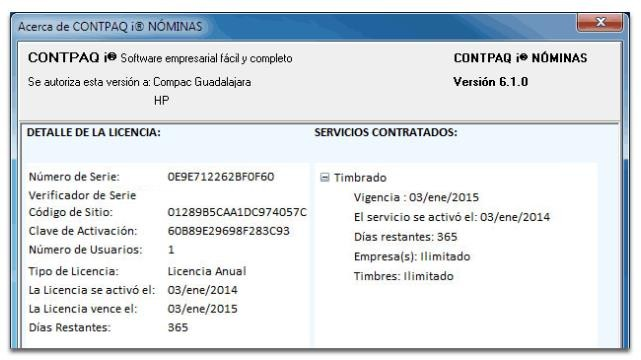 Acerca de CONTPAQ i® NÓMINAS
CONTPAQ i® Software empresarial fácil y completo
CONTPAQ i® NÓMINAS
Se autoriza esta versión a: Compac Guadalajara
Versión 6.1.0
HP
DETALLE DE LA LICENCIA:
Número de Serie: 0E9E712262BF0F60
Verificador de Serie
Código de Sitio: 01289B5CAA1DC974057C
Clave de Activación: 60B89E29698F283C93
Número de Usuarios: 1
Tipo de Licencia: Licencia Anual
La Licencia se activó el: 03/ene/2014
La Licencia vence el: 03/ene/2015
Días Restantes: 365
SERVICIOS CONTRATADOS:
Timbrado
Vigencia : 03/ene/2015
El servicio se activó el: 03/ene/2014
Días restantes: 365
Empresa(s): Ilimitado
Timbres: Ilimitado